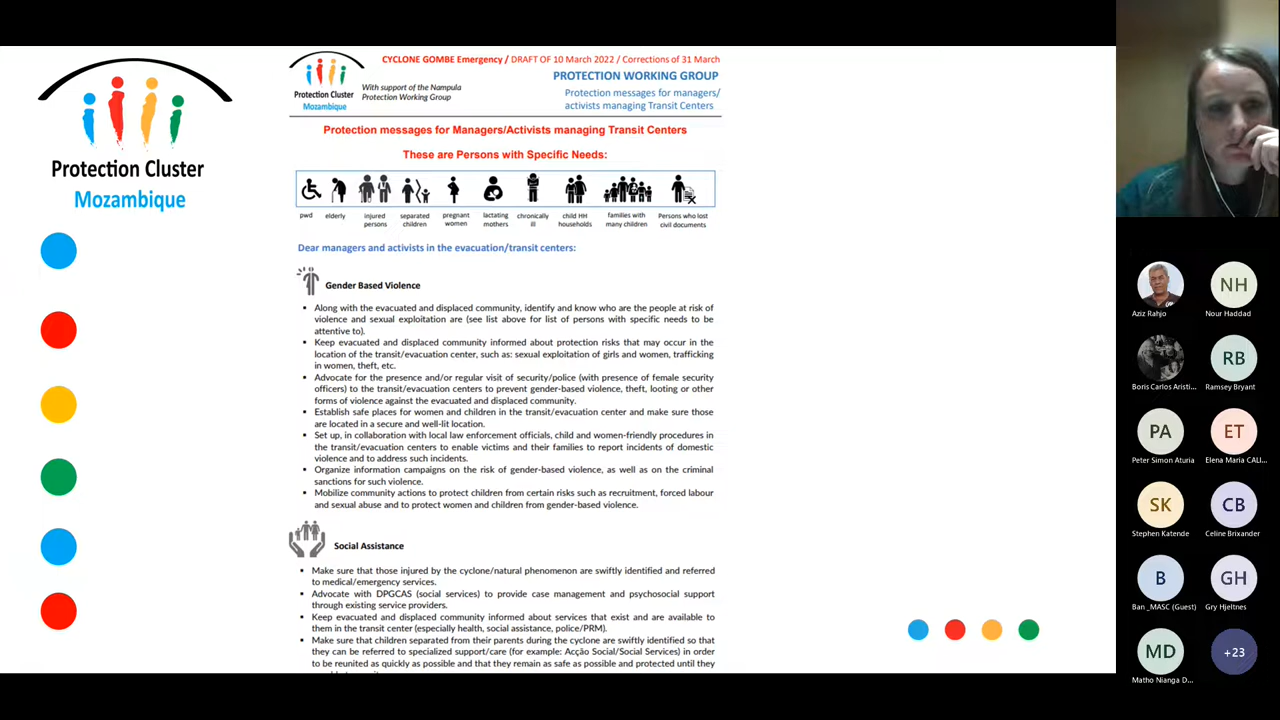 Protection Cluster
Mozambique
Protection Cluster
Mozambique
With support of the Nampula
Protection Working Group
CYCLONE GOMBE Emergency / DRAFT OF 10 March 2022 / Corrections of 31 March
PROTECTION WORKING GROUP
Protection messages for managers/
activists managing Transit Centers
Protection messages for Managers/Activists managing Transit Centers
These are Persons with Specific Needs:
pwd
elderly
injured
persons
separated
children
pregnant
women
lactating
mothers
chronically
ill
child HH
households
families with
many children
Persons who lost
civil documents
Dear managers and activists in the evacuation/transit centers:
Gender Based Violence
• Along with the evacuated and displaced community, identify and know who are the people at risk of
violence and sexual exploitation are (see list above for list of persons with specific needs to be
attentive to).
• Keep evacuated and displaced community informed about protection risks that may occur in the
location of the transit/evacuation center, such as: sexual exploitation of girls and women, trafficking
in women, theft, etc.
• Advocate for the presence and/or regular visit of security/police (with presence of female security
officers) to the transit/evacuation centers to prevent gender-based violence, theft, looting or other
forms of violence against the evacuated and displaced community.
• Establish safe places for women and children in the transit/evacuation center and make sure those
are located in a secure and well-lit location.
• Set up, in collaboration with local law enforcement officials, child and women-friendly procedures in
the transit/evacuation centers to enable victims and their families to report incidents of domestic
violence and to address such incidents.
• Organize information campaigns on the risk of gender-based violence, as well as on the criminal
sanctions for such violence.
• Mobilize community actions to protect children from certain risks such as recruitment, forced labour
and sexual abuse and to protect women and children from gender-based violence.
Social Assistance
• Make sure that those injured by the cyclone/natural phenomenon are swiftly identified and referred
to medical/emergency services.
• Advocate with DPGCAS (social services) to provide case management and psychosocial support
through existing service providers.
• Keep evacuated and displaced community informed about services that exist and are available to
them in the transit center (especially health, social assistance, police/PRM).
• Make sure that children separated from their parents during the cyclone are swiftly identified so that
they can be referred to specialized support/care (for example: Acção Social/Social Services) in order
to be reunited as quickly as possible and that they remain as safe as possible and protected until they
Aziz Rahjo
NH
Nour Haddad
Boris Carlos Aristi...
RB
Ramsey Bryant
PA
Peter Simon Aturia
ET
Elena Maria CALI...
SK
Stephen Katende
CB
Celine Brixander
B
Ban _MASC (Guest)
GH
Gry Hjeltnes
MD
Matho Nianga D...
+23